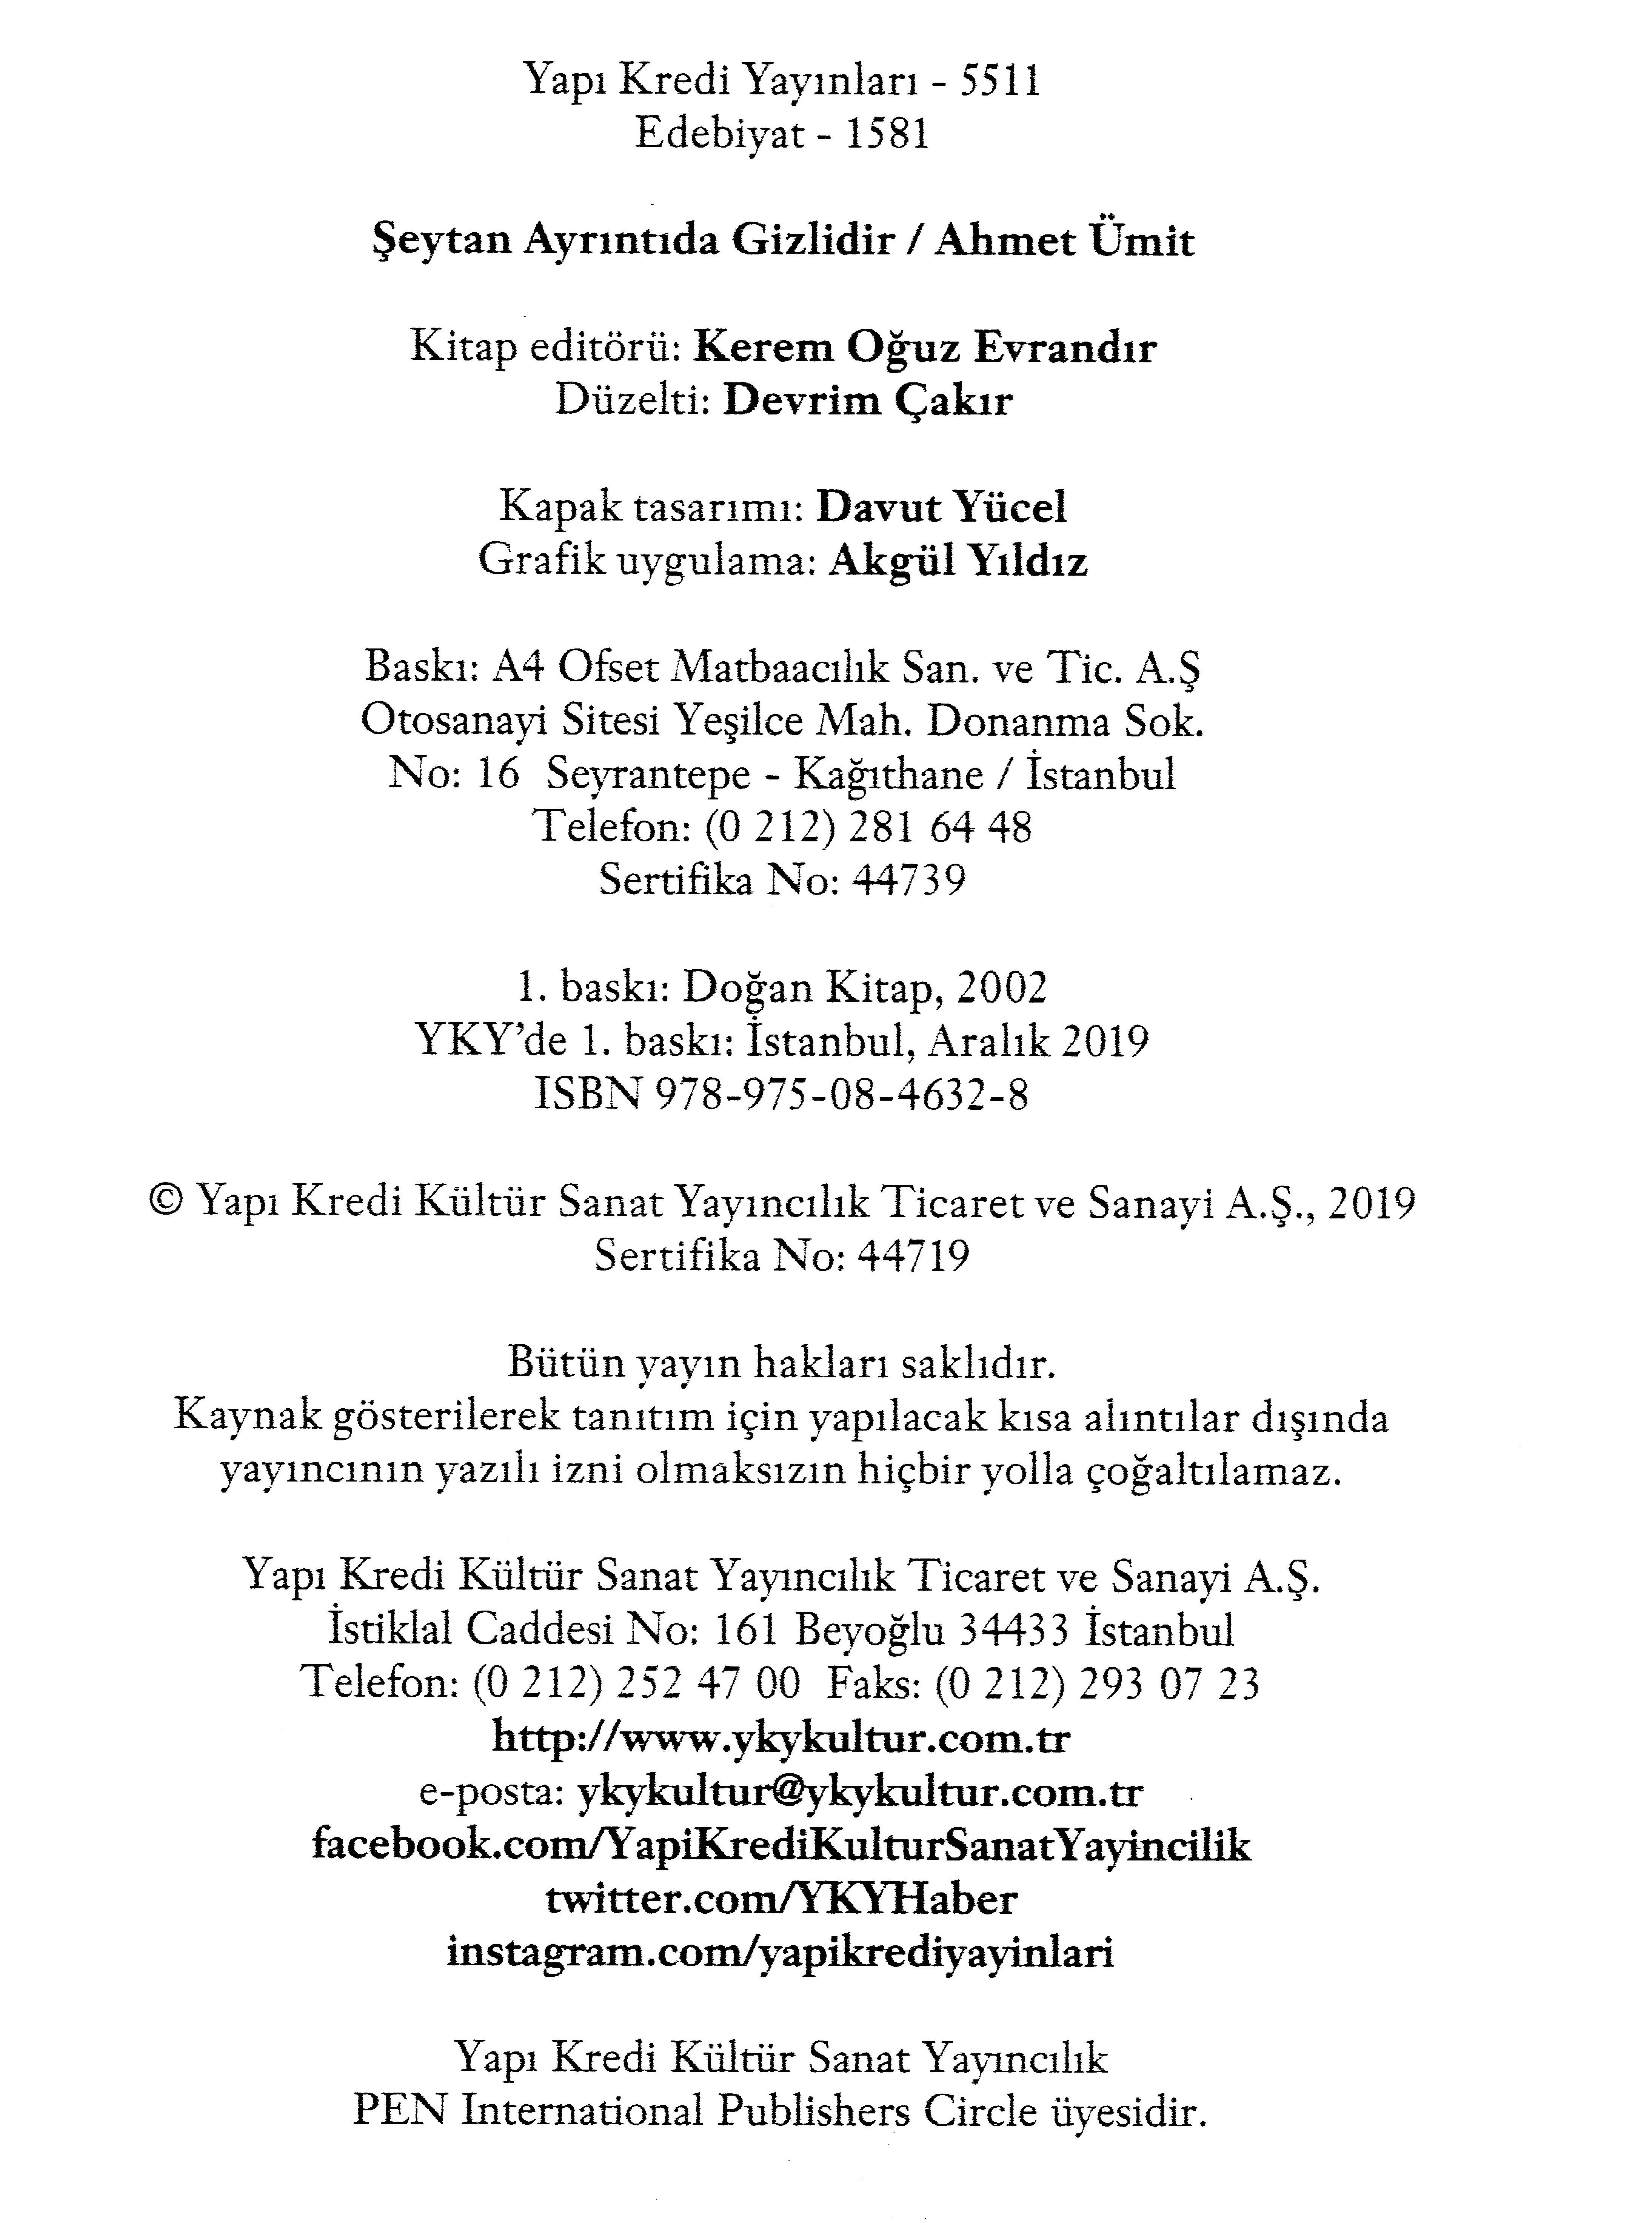 Yapı Kredi Yayınları - 5511
Edebiyat - 1581
Şeytan Ayrıntıda Gizlidir / Ahmet Ümit
Kitap editörü: Kerem Oğuz Evrandır
Düzelti: Devrim Çakır
Kapak tasarımı: Davut Yücel
Grafik uygulama: Akgül Yıldız
Baskı: A4 Ofset Matbaacılık San. ve Tic. A.Ş
Otosanayi Sitesi Yeşilce Mah. Donanma Sok.
No: 16 Seyrantepe - Kağıthane / İstanbul
Telefon: (0 212) 281 64 48
Sertifika No: 44739
1. baskı: Doğan Kitap, 2002
YKY'de 1. baskı: İstanbul, Aralık 2019
ISBN 978-975-08-4632-8
© Yapı Kredi Kültür Sanat Yayıncılık Ticaret ve Sanayi A.Ş., 2019
Sertifika No: 44719
Bütün yayın hakları saklıdır.
Kaynak gösterilerek tanıtım için yapılacak kısa alıntılar dışında
yayıncının yazılı izni olmaksızın hiçbir yolla çoğaltılamaz.
Yapı Kredi Kültür Sanat Yayıncılık Ticaret ve Sanayi A.Ş.
İstiklal Caddesi No: 161 Beyoğlu 34433 İstanbul
Telefon: (0 212) 252 47 00 Faks: (0 212) 293 07 23
http://www.ykykultur.com.tr
e-posta: ykykultur@ykykultur.com.tr
facebook.com/YapiKrediKulturSanatYayincilik
twitter.com/YKYHaber
instagram.com/yapikrediyayinlari
Yapı Kredi Kültür Sanat Yayıncılık
PEN International Publishers Circle üyesidir.